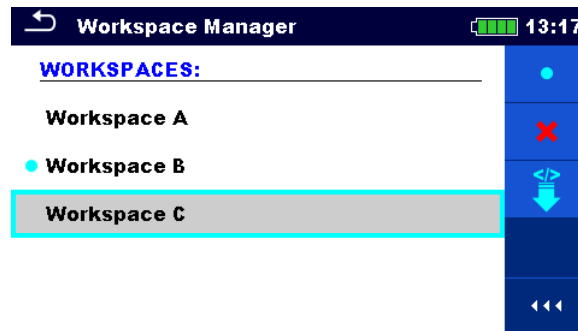 Workspace Manager 13:17
WORKSPACES:
Workspace A
Workspace B
</>
Workspace C